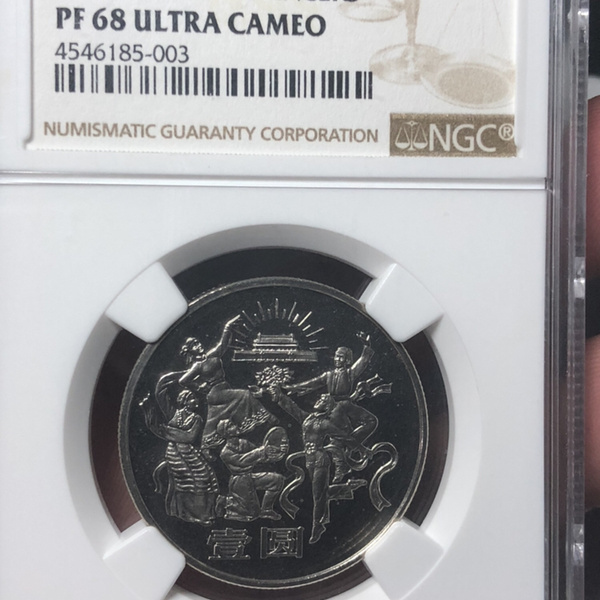 PF 68 ULTRA CAMEO
4546185-003
NUMISMATIC GUARANTY CORPORATION
NGC®
壹圆